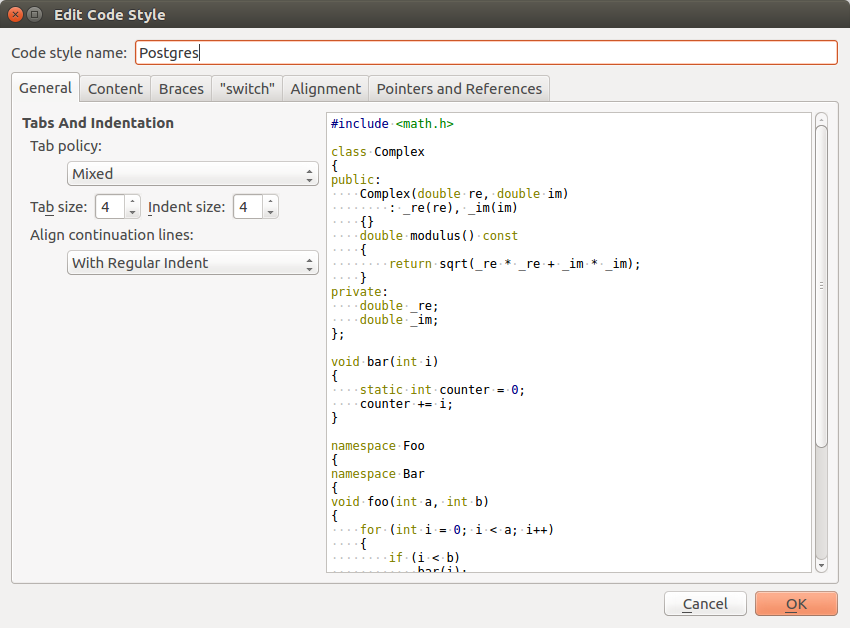 Edit Code Style
Code style name: Postgres
General Content Braces "switch" Alignment Pointers and References
Tabs And Indentation
Tab policy:
Mixed
Tab size: 4 Indent size: 4
Align continuation lines:
With Regular Indent
#include <math.h>
class Complex
{
public:
····Complex(double·re,·double·im)
········:·_re(re),·_im(im)
····{}
····double·modulus()·const
····{
········return·sqrt(_re·*·_re·+·_im·*·_im);
····}
private:
····double·_re;
····double·_im;
};
void·bar(int·i)
{
····static·int·counter·=·0;
····counter·+=·i;
}
namespace·Foo
{
namespace·Bar
{
void·foo(int·a,·int·b)
{
····for·(int·i·=·0;·i·<·a;·i++)
····{
········if·(i·<·b)
············bar(i);
Cancel OK